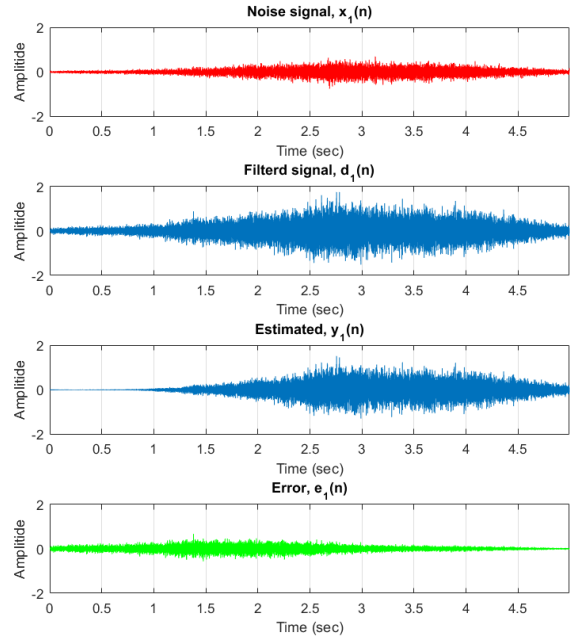 Noise signal, x1(n)
Amplitide
2
0
-2
0 0.5 1 1.5 2 2.5 3 3.5 4 4.5
Time (sec)
Filterd signal, d1(n)
Amplitide
2
0
-2
0 0.5 1 1.5 2 2.5 3 3.5 4 4.5
Time (sec)
Estimated, y1(n)
Amplitide
2
0
-2
0 0.5 1 1.5 2 2.5 3 3.5 4 4.5
Time (sec)
Error, e1(n)
Amplitide
2
0
-2
0 0.5 1 1.5 2 2.5 3 3.5 4 4.5
Time (sec)